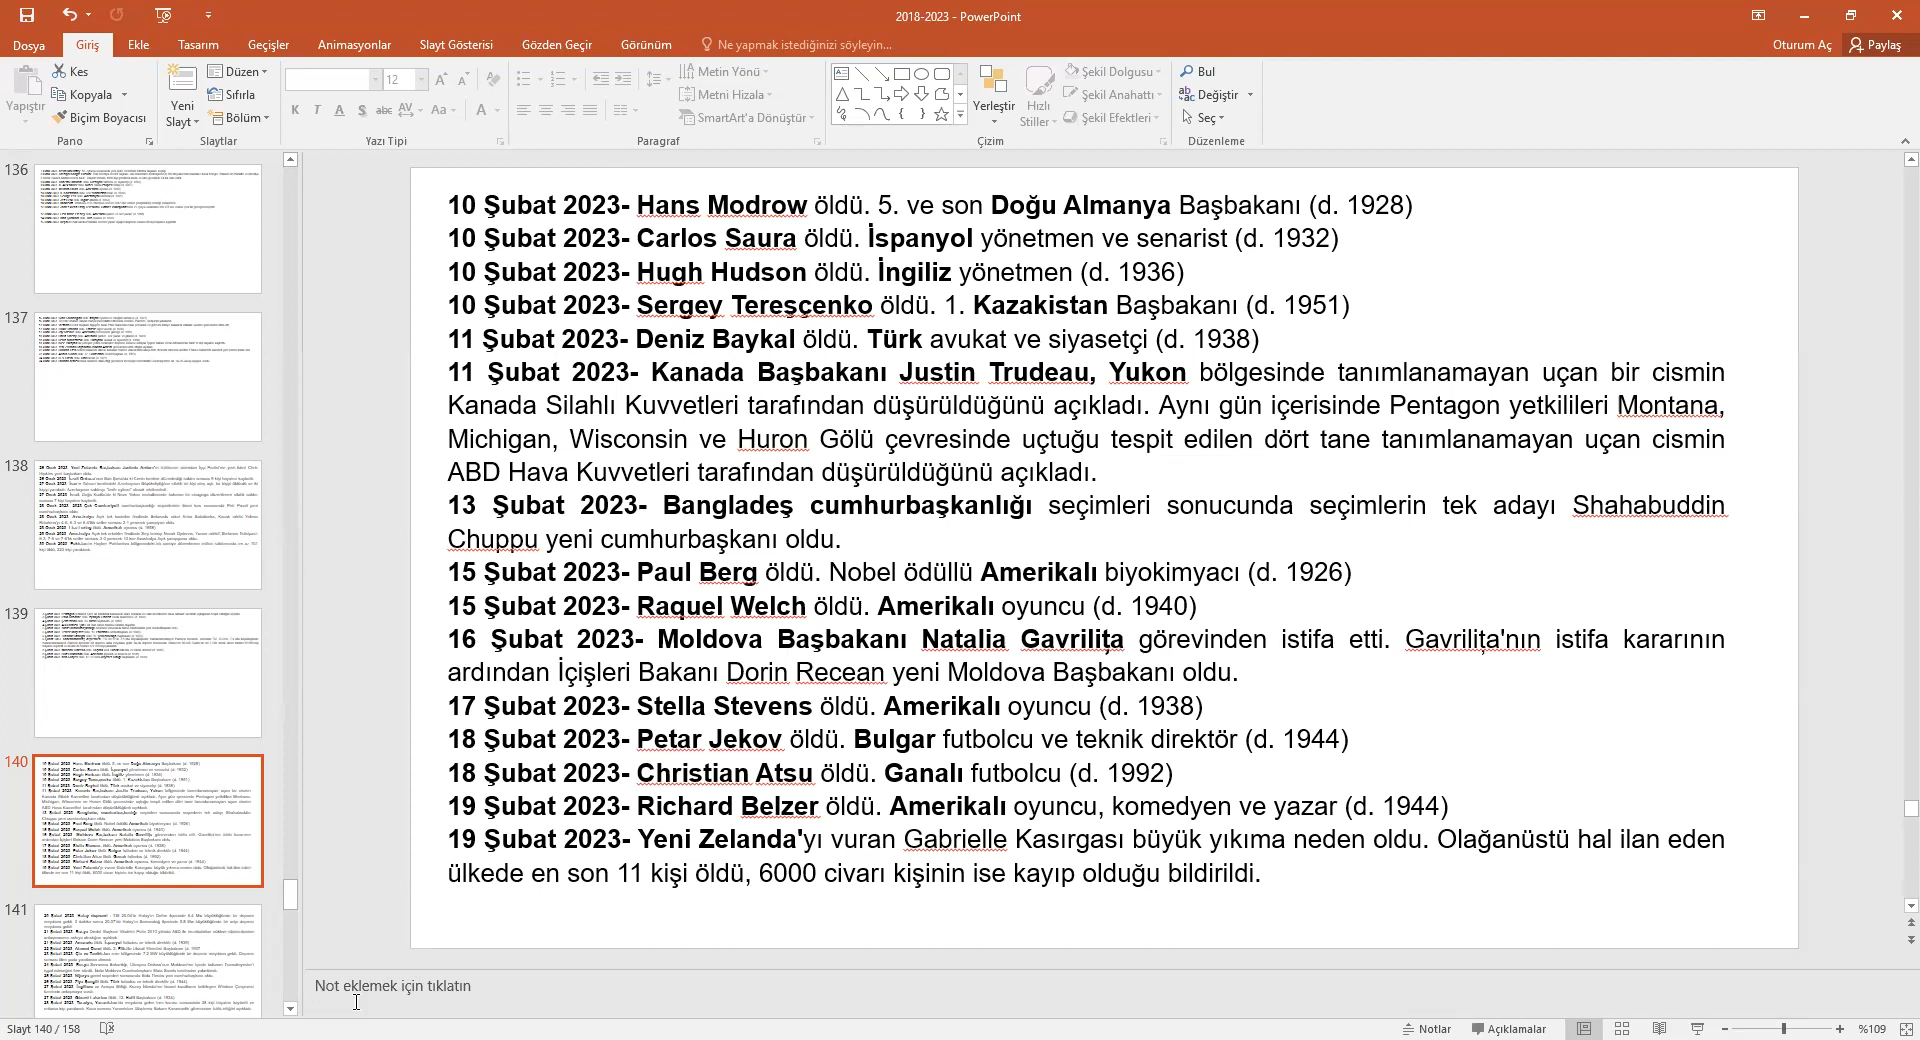 2018-2023 - PowerPoint
Dosya Giriş Ekle Tasarım Geçişler Animasyonlar Slayt Gösterisi Gözden Geçir Görünüm Ne yapmak istediğinizi söyleyin... Oturum Aç Paylaş
Yapıştır
Kes
Kopyala
Biçim Boyacısı
Pano
Yeni Slayt
Düzen
Sıfırla
Bölüm
Slaytlar
12
K T A S abc AV Aa A
Yazı Tipi
Metin Yönü
Metni Hizala
SmartArt'a Dönüştür
Paragraf
Yerleştir
Hızlı Stiller
Şekil Dolgusu
Şekil Anahattı
Şekil Efektleri
Çizim
Bul
Değiştir
Seç
Düzenleme
136
137
138
139
140
141
10 Şubat 2023- Hans Modrow öldü. 5. ve son Doğu Almanya Başbakanı (d. 1928)
10 Şubat 2023- Carlos Saura öldü. İspanyol yönetmen ve senarist (d. 1932)
10 Şubat 2023- Hugh Hudson öldü. İngiliz yönetmen (d. 1936)
10 Şubat 2023- Sergey Tereşçenko öldü. 1. Kazakistan Başbakanı (d. 1951)
11 Şubat 2023- Deniz Baykal öldü. Türk avukat ve siyasetçi (d. 1938)
11 Şubat 2023- Kanada Başbakanı Justin Trudeau, Yukon bölgesinde tanımlanamayan uçan bir cismin
Kanada Silahlı Kuvvetleri tarafından düşürüldüğünü açıkladı. Aynı gün içerisinde Pentagon yetkilileri Montana,
Michigan, Wisconsin ve Huron Gölü çevresinde uçtuğu tespit edilen dört tane tanımlanamayan uçan cismin
ABD Hava Kuvvetleri tarafından düşürüldüğünü açıkladı.
13 Şubat 2023- Bangladeş cumhurbaşkanlığı seçimleri sonucunda seçimlerin tek adayı Shahabuddin
Chuppu yeni cumhurbaşkanı oldu.
15 Şubat 2023- Paul Berg öldü. Nobel ödüllü Amerikalı biyokimyacı (d. 1926)
15 Şubat 2023- Raquel Welch öldü. Amerikalı oyuncu (d. 1940)
16 Şubat 2023- Moldova Başbakanı Natalia Gavrilița görevinden istifa etti. Gavrilița'nın istifa kararının
ardından İçişleri Bakanı Dorin Recean yeni Moldova Başbakanı oldu.
17 Şubat 2023- Stella Stevens öldü. Amerikalı oyuncu (d. 1938)
18 Şubat 2023- Petar Jekov öldü. Bulgar futbolcu ve teknik direktör (d. 1944)
18 Şubat 2023- Christian Atsu öldü. Ganalı futbolcu (d. 1992)
19 Şubat 2023- Richard Belzer öldü. Amerikalı oyuncu, komedyen ve yazar (d. 1944)
19 Şubat 2023- Yeni Zelanda'yı vuran Gabrielle Kasırgası büyük yıkıma neden oldu. Olağanüstü hal ilan eden
ülkede en son 11 kişi öldü, 6000 civarı kişinin ise kayıp olduğu bildirildi.
Not eklemek için tıklatın
Slayt 140 / 158
Notlar Açıklamalar %109